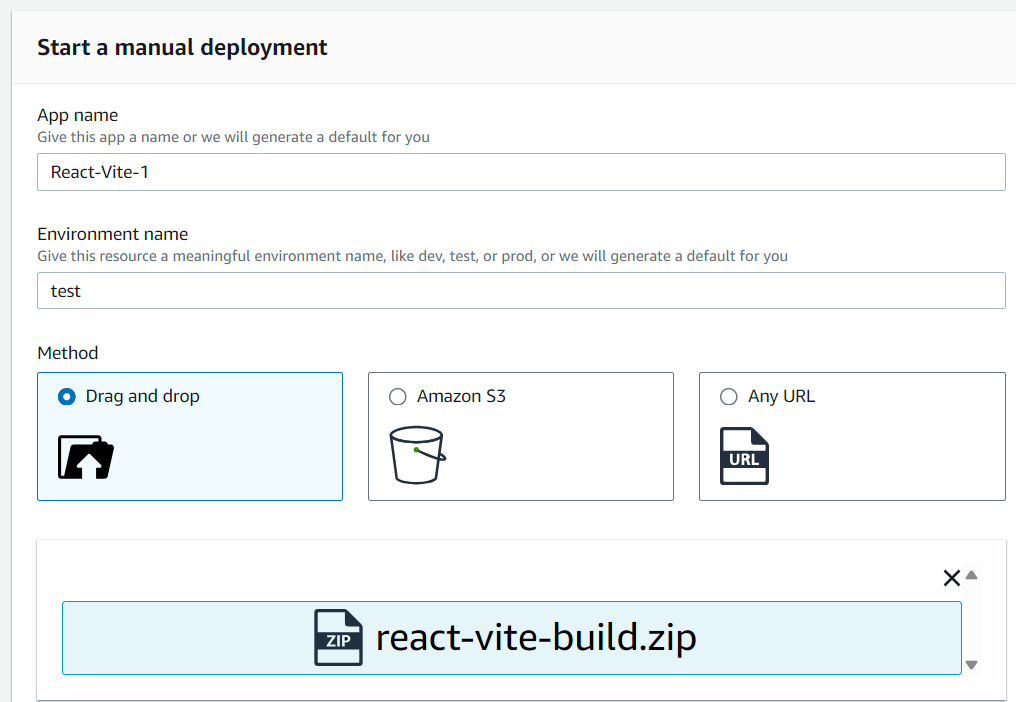 Start a manual deployment
App name
Give this app a name or we will generate a default for you
React-Vite-1
Environment name
Give this resource a meaningful environment name, like dev, test, or prod, or we will generate a default for you
test
Method
Drag and drop
Amazon S3
Any URL
URL
ZIP react-vite-build.zip